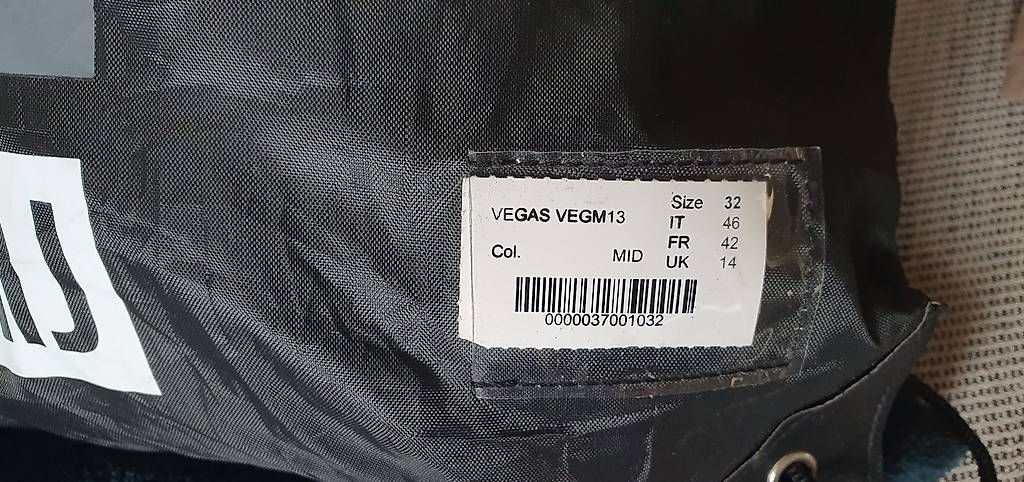 VEGAS VEGM13
Size 32
IT 46
FR 42
UK 14
Col. MID
0000037001032